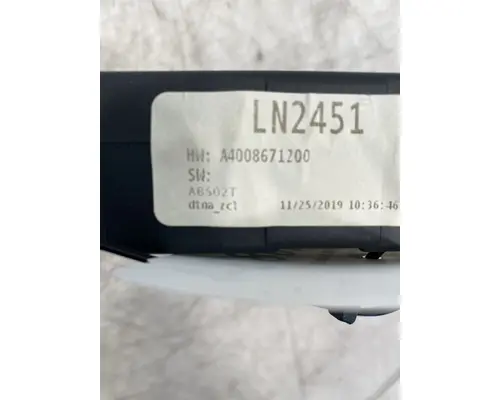 LN2451
HW: A4008671200
SW:
ABS02T
dtna_zcl 11/25/2019 10:36:46